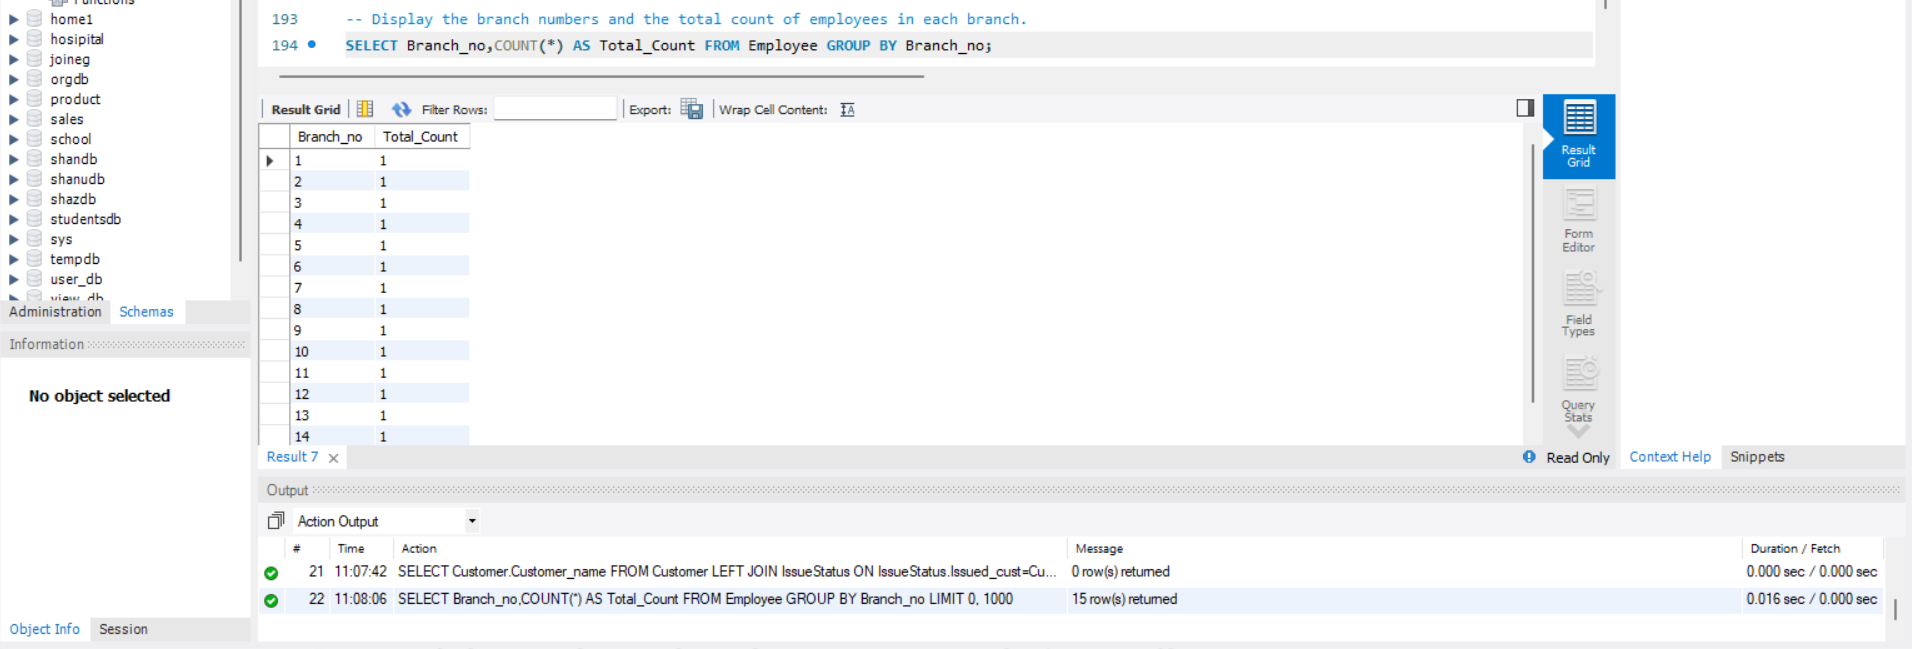 Functions
home1
hosipital
joineg
orgdb
product
sales
school
shandb
shanudb
shazdb
studentsdb
sys
tempdb
user_db
view_db
Administration Schemas
Information
No object selected
Object Info Session
193 -- Display the branch numbers and the total count of employees in each branch.
194 SELECT Branch_no,COUNT(*) AS Total_Count FROM Employee GROUP BY Branch_no;
Result Grid Filter Rows: Export: Wrap Cell Content:
Branch_no Total_Count
1 1
2 1
3 1
4 1
5 1
6 1
7 1
8 1
9 1
10 1
11 1
12 1
13 1
14 1
Result Grid
Form Editor
Field Types
Query Stats
Result 7 Read Only Context Help Snippets
Output
Action Output
# Time Action Message Duration / Fetch
21 11:07:42 SELECT Customer.Customer_name FROM Customer LEFT JOIN IssueStatus ON IssueStatus.Issued_cust=Cu... 0 row(s) returned 0.000 sec / 0.000 sec
22 11:08:06 SELECT Branch_no,COUNT(*) AS Total_Count FROM Employee GROUP BY Branch_no LIMIT 0, 1000 15 row(s) returned 0.016 sec / 0.000 sec